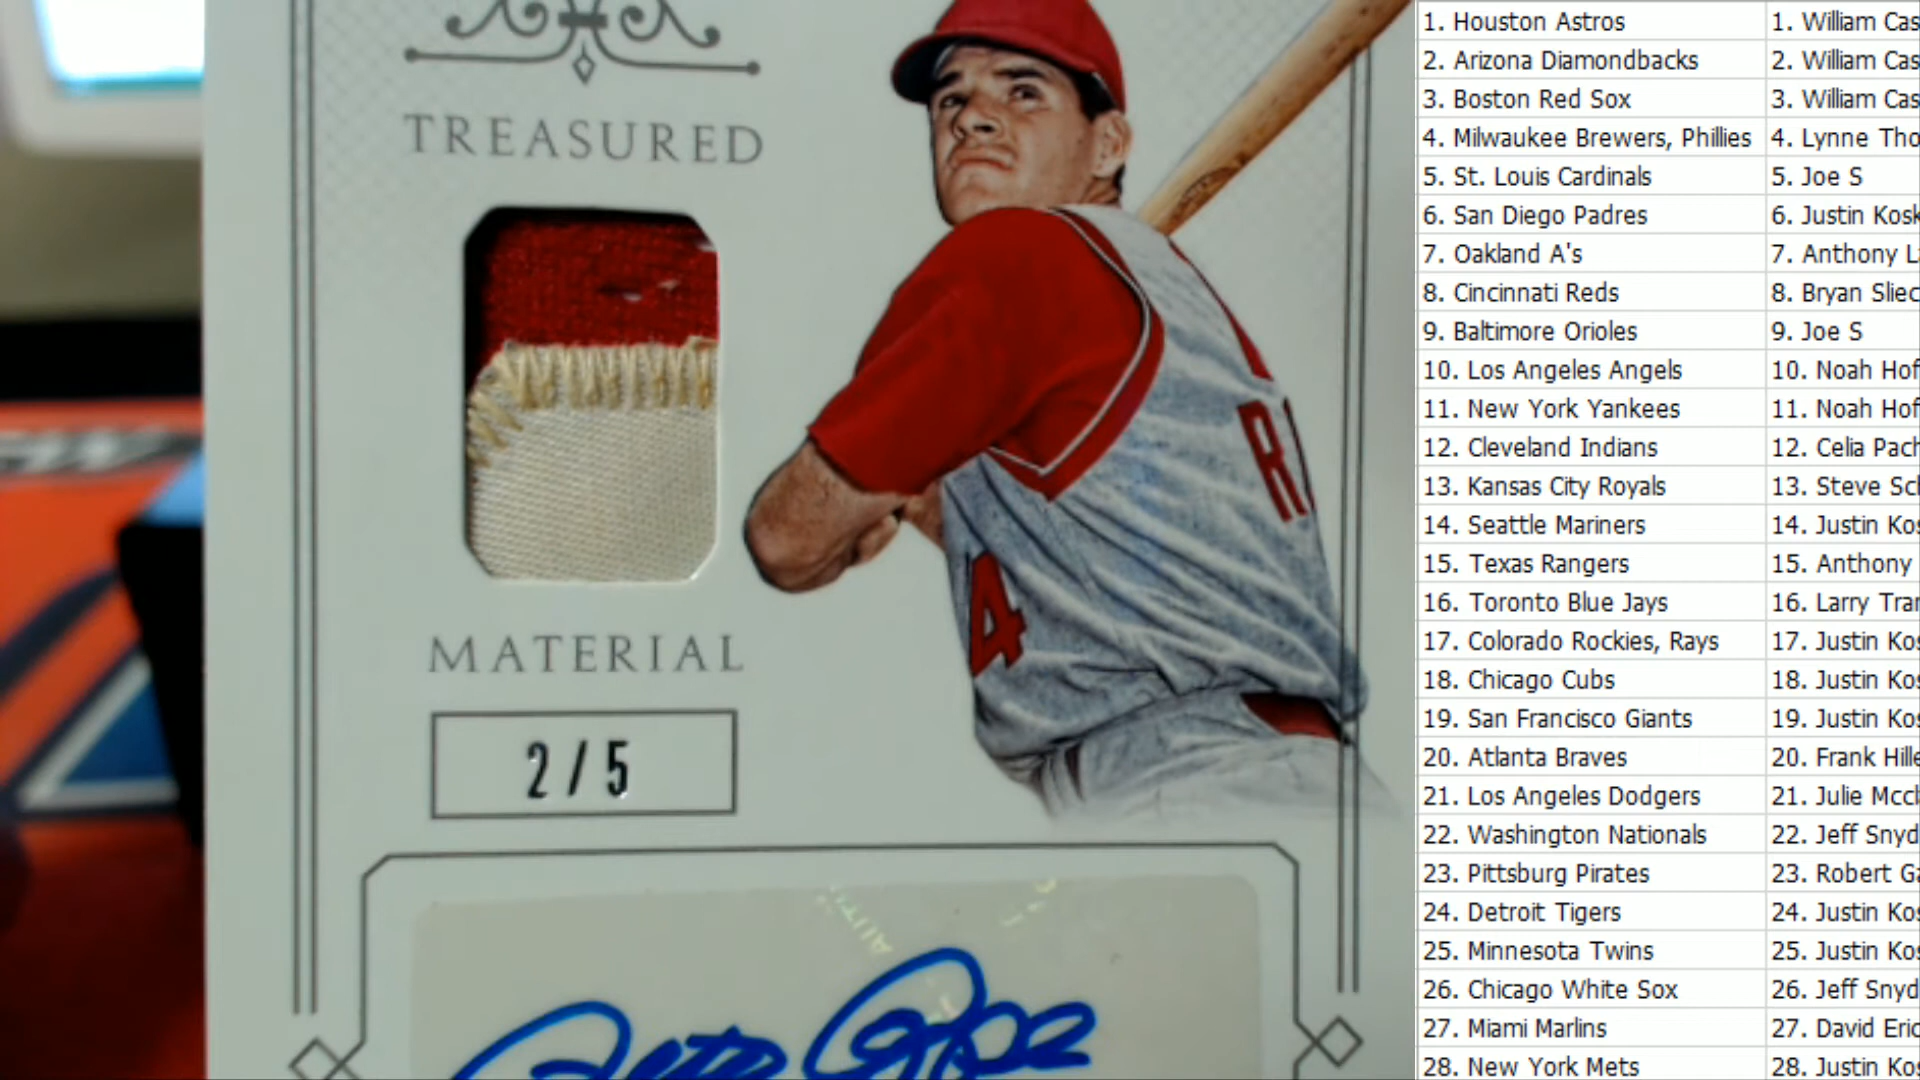 TREASURED
MATERIAL
2/5
Pete Rose
4
1. Houston Astros 1. William Cas
2. Arizona Diamondbacks 2. William Cas
3. Boston Red Sox 3. William Cas
4. Milwaukee Brewers, Phillies 4. Lynne Tho
5. St. Louis Cardinals 5. Joe S
6. San Diego Padres 6. Justin Kosk
7. Oakland A's 7. Anthony La
8. Cincinnati Reds 8. Bryan Sliec
9. Baltimore Orioles 9. Joe S
10. Los Angeles Angels 10. Noah Hof
11. New York Yankees 11. Noah Hof
12. Cleveland Indians 12. Celia Pach
13. Kansas City Royals 13. Steve Sch
14. Seattle Mariners 14. Justin Kos
15. Texas Rangers 15. Anthony
16. Toronto Blue Jays 16. Larry Tran
17. Colorado Rockies, Rays 17. Justin Kos
18. Chicago Cubs 18. Justin Kos
19. San Francisco Giants 19. Justin Kos
20. Atlanta Braves 20. Frank Hille
21. Los Angeles Dodgers 21. Julie Mccl
22. Washington Nationals 22. Jeff Snyd
23. Pittsburg Pirates 23. Robert Ga
24. Detroit Tigers 24. Justin Kos
25. Minnesota Twins 25. Justin Kos
26. Chicago White Sox 26. Jeff Snyd
27. Miami Marlins 27. David Eric
28. New York Mets 28. Justin Kos